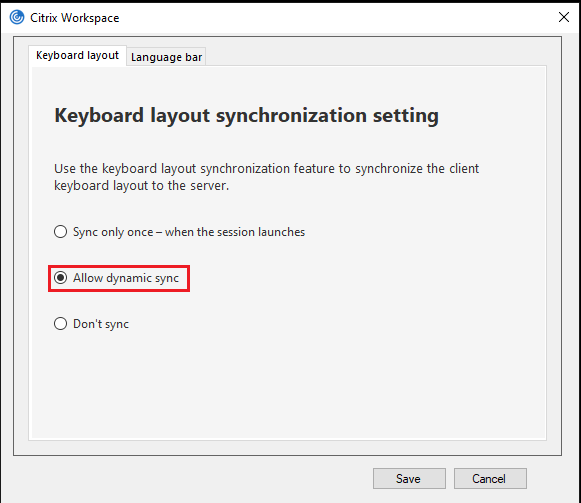 Citrix Workspace
Keyboard layout
Language bar
Keyboard layout synchronization setting
Use the keyboard layout synchronization feature to synchronize the client
keyboard layout to the server.
Sync only once – when the session launches
Allow dynamic sync
Don't sync
Save
Cancel